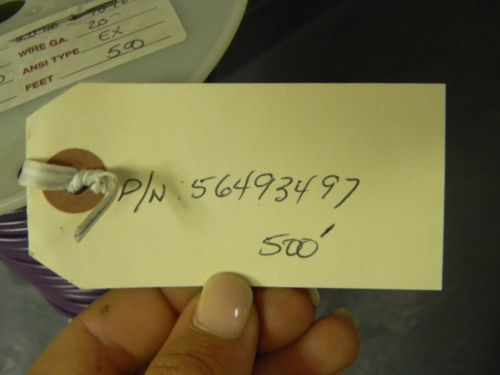 WIRE GA. 20
ANSI TYPE EX
FEET 500
P/N 56493497
500'